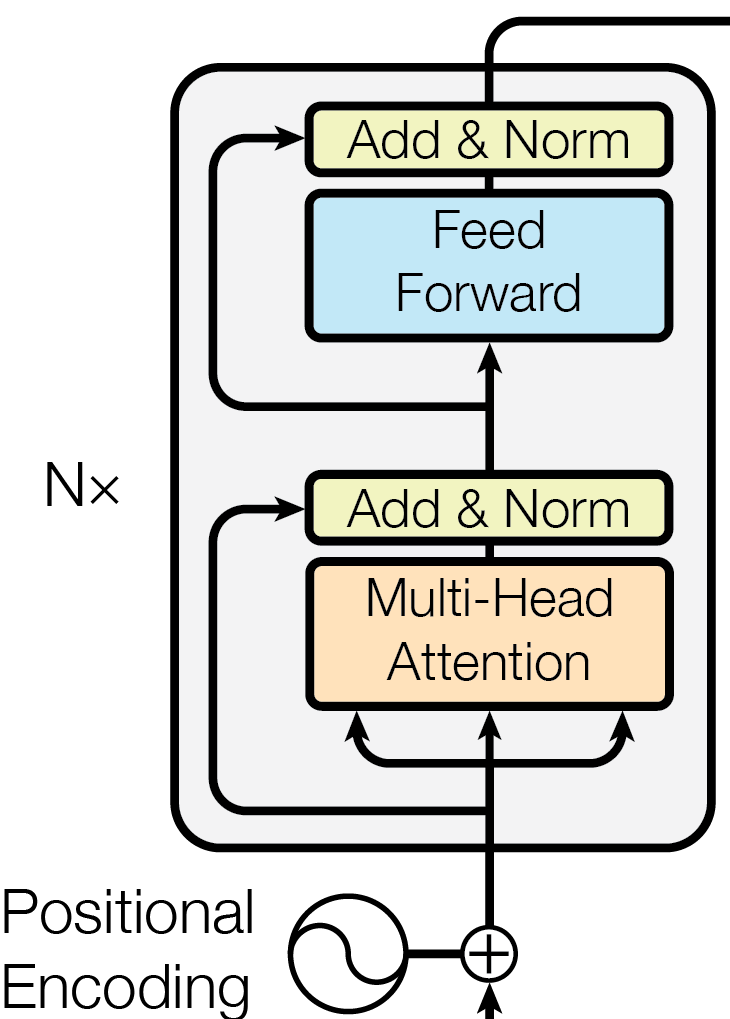 Add & Norm
Feed
Forward
N×
Add & Norm
Multi-Head
Attention
Positional
Encoding